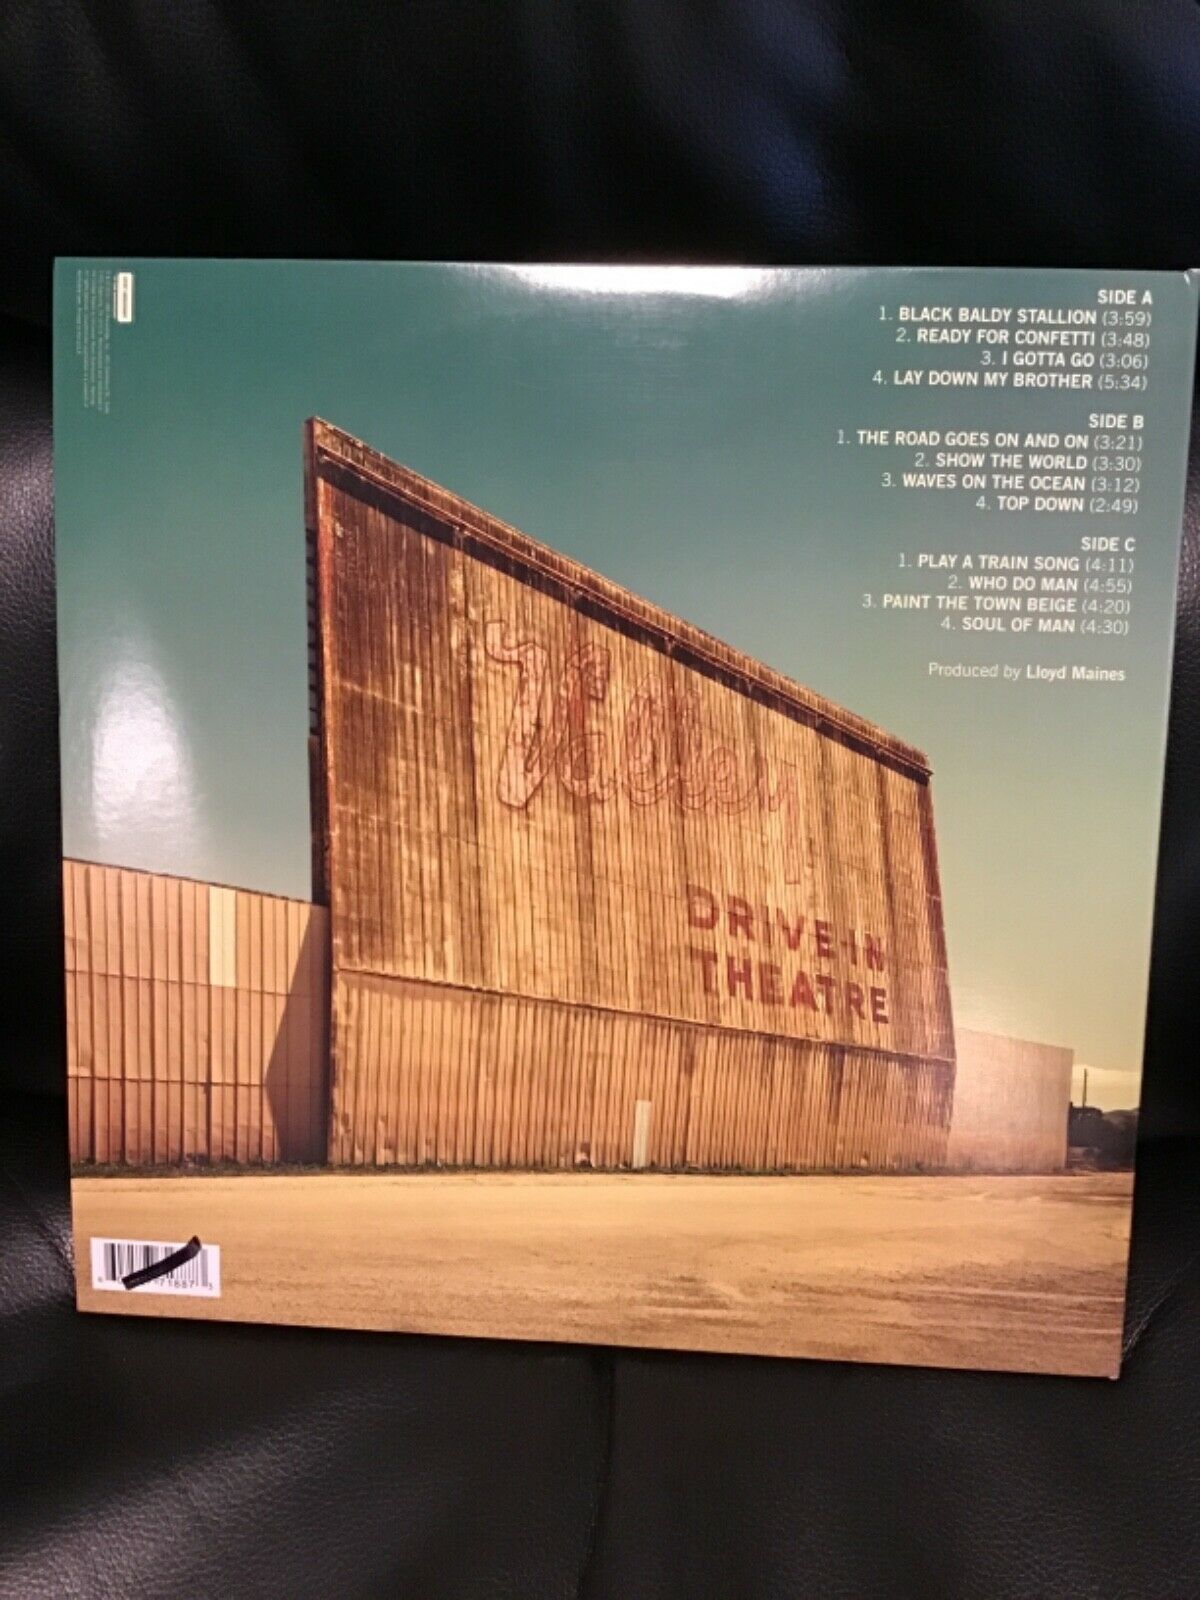 SIDE A
1. BLACK BALDY STALLION (3:59)
2. READY FOR CONFETTI (3:48)
3. I GOTTA GO (3:06)
4. LAY DOWN MY BROTHER (5:34)
SIDE B
1. THE ROAD GOES ON AND ON (3:21)
2. SHOW THE WORLD (3:30)
3. WAVES ON THE OCEAN (3:12)
4. TOP DOWN (2:49)
SIDE C
1. PLAY A TRAIN SONG (4:11)
2. WHO DO MAN (4:55)
3. PAINT THE TOWN BEIGE (4:20)
4. SOUL OF MAN (4:30)
Produced by Lloyd Maines
Valley
DRIVE-IN
THEATRE